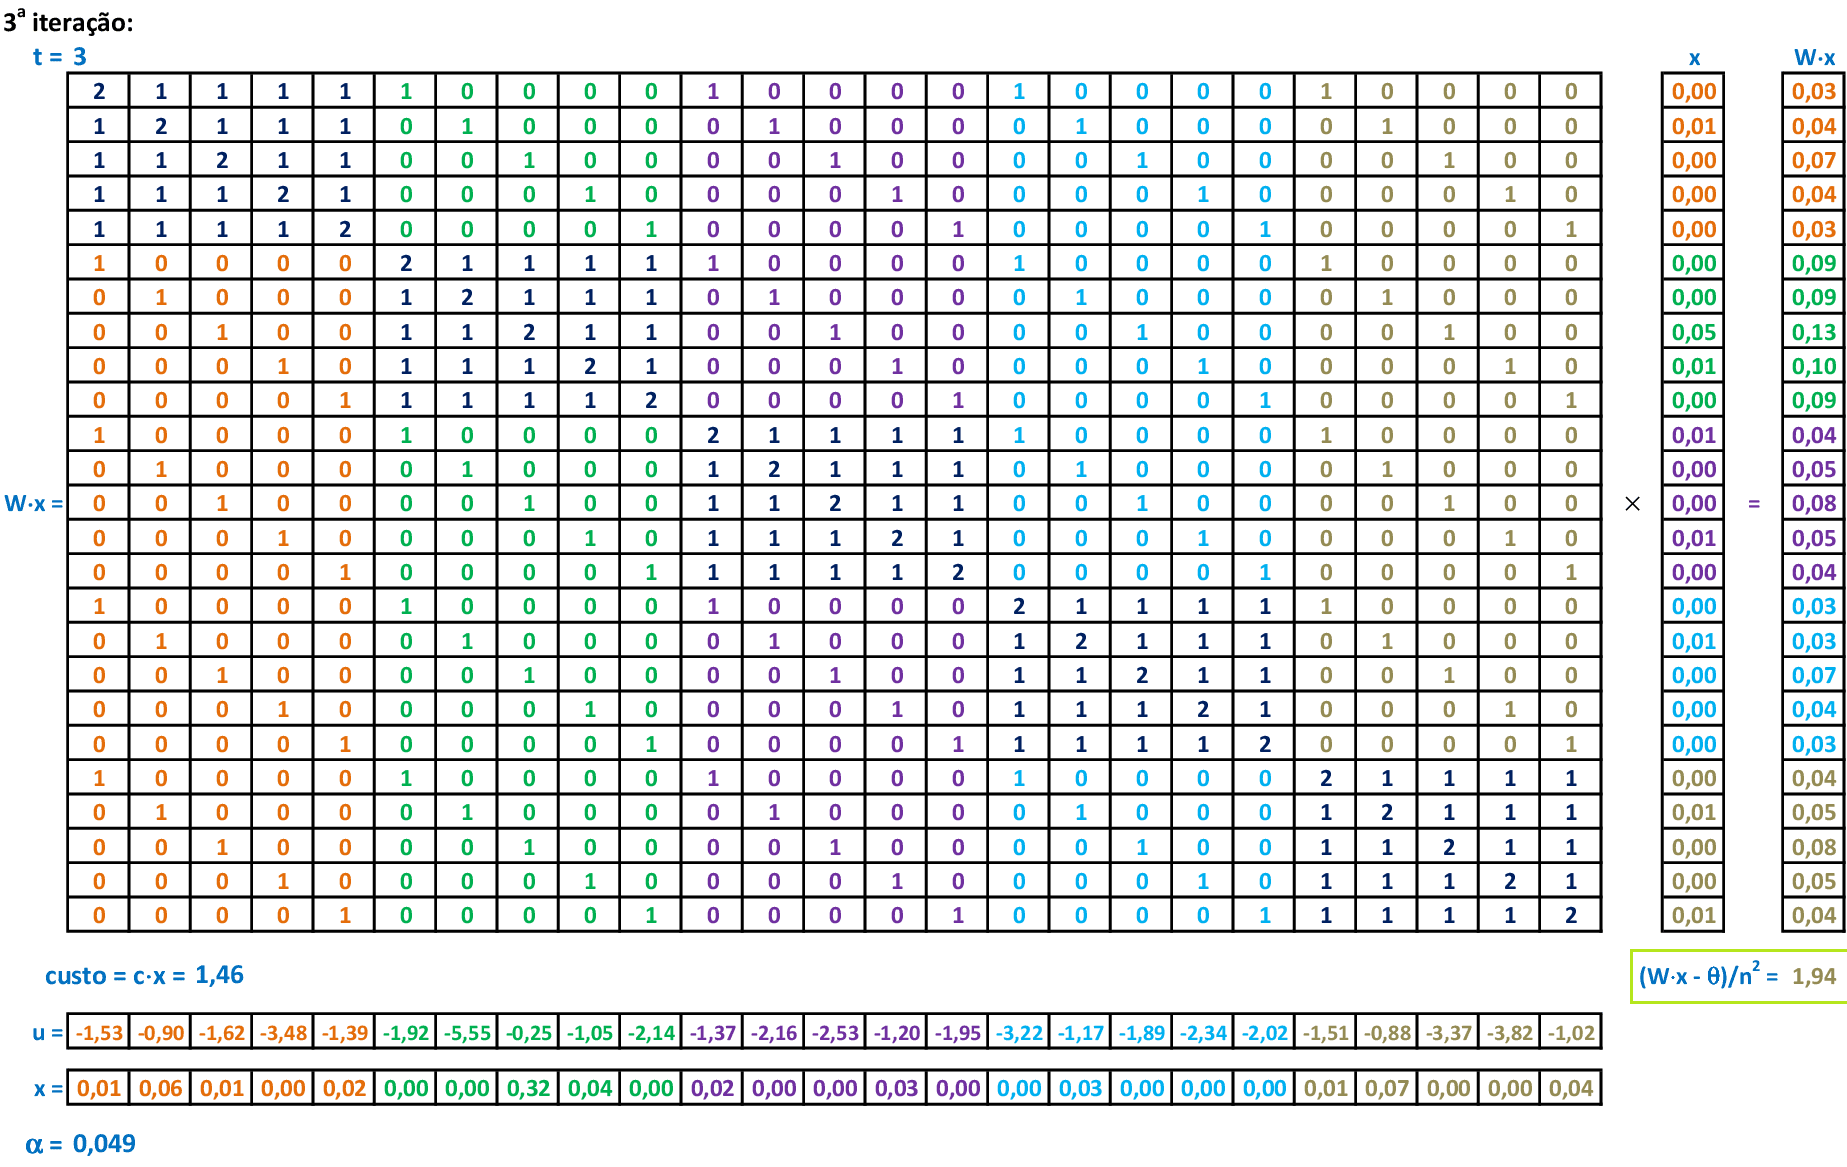 3ª iteração:
t = 3 x W·x
2 1 1 1 1 1 0 0 0 0 1 0 0 0 0 1 0 0 0 0 1 0 0 0 0 0,00 0,03
1 2 1 1 1 0 1 0 0 0 0 1 0 0 0 0 1 0 0 0 0 1 0 0 0 0,01 0,04
1 1 2 1 1 0 0 1 0 0 0 0 1 0 0 0 0 1 0 0 0 0 1 0 0 0,00 0,07
1 1 1 2 1 0 0 0 1 0 0 0 0 1 0 0 0 0 1 0 0 0 0 1 0 0,00 0,04
1 1 1 1 2 0 0 0 0 1 0 0 0 0 1 0 0 0 0 1 0 0 0 0 1 0,00 0,03
1 0 0 0 0 2 1 1 1 1 1 0 0 0 0 1 0 0 0 0 1 0 0 0 0 0,00 0,09
0 1 0 0 0 1 2 1 1 1 0 1 0 0 0 0 1 0 0 0 0 1 0 0 0 0,00 0,09
0 0 1 0 0 1 1 2 1 1 0 0 1 0 0 0 0 1 0 0 0 0 1 0 0 0,05 0,13
0 0 0 1 0 1 1 1 2 1 0 0 0 1 0 0 0 0 1 0 0 0 0 1 0 0,01 0,10
0 0 0 0 1 1 1 1 1 2 0 0 0 0 1 0 0 0 0 1 0 0 0 0 1 0,00 0,09
1 0 0 0 0 1 0 0 0 0 2 1 1 1 1 1 0 0 0 0 1 0 0 0 0 0,01 0,04
0 1 0 0 0 0 1 0 0 0 1 2 1 1 1 0 1 0 0 0 0 1 0 0 0 0,00 0,05
W·x = 0 0 1 0 0 0 0 1 0 0 1 1 2 1 1 0 0 1 0 0 0 0 1 0 0 × 0,00 = 0,08
0 0 0 1 0 0 0 0 1 0 1 1 1 2 1 0 0 0 1 0 0 0 0 1 0 0,01 0,05
0 0 0 0 1 0 0 0 0 1 1 1 1 1 2 0 0 0 0 1 0 0 0 0 1 0,00 0,04
1 0 0 0 0 1 0 0 0 0 1 0 0 0 0 2 1 1 1 1 1 0 0 0 0 0,00 0,03
0 1 0 0 0 0 1 0 0 0 0 1 0 0 0 1 2 1 1 1 0 1 0 0 0 0,01 0,03
0 0 1 0 0 0 0 1 0 0 0 0 1 0 0 1 1 2 1 1 0 0 1 0 0 0,00 0,07
0 0 0 1 0 0 0 0 1 0 0 0 0 1 0 1 1 1 2 1 0 0 0 1 0 0,00 0,04
0 0 0 0 1 0 0 0 0 1 0 0 0 0 1 1 1 1 1 2 0 0 0 0 1 0,00 0,03
1 0 0 0 0 1 0 0 0 0 1 0 0 0 0 1 0 0 0 0 2 1 1 1 1 0,00 0,04
0 1 0 0 0 0 1 0 0 0 0 1 0 0 0 0 1 0 0 0 1 2 1 1 1 0,01 0,05
0 0 1 0 0 0 0 1 0 0 0 0 1 0 0 0 0 1 0 0 1 1 2 1 1 0,00 0,08
0 0 0 1 0 0 0 0 1 0 0 0 0 1 0 0 0 0 1 0 1 1 1 2 1 0,00 0,05
0 0 0 0 1 0 0 0 0 1 0 0 0 0 1 0 0 0 0 1 1 1 1 1 2 0,01 0,04
custo = c·x = 1,46 (W·x - θ)/n² = 1,94
u = -1,53 -0,90 -1,62 -3,48 -1,39 -1,92 -5,55 -0,25 -1,05 -2,14 -1,37 -2,16 -2,53 -1,20 -1,95 -3,22 -1,17 -1,89 -2,34 -2,02 -1,51 -0,88 -3,37 -3,82 -1,02
x = 0,01 0,06 0,01 0,00 0,02 0,00 0,00 0,32 0,04 0,00 0,02 0,00 0,00 0,03 0,00 0,00 0,03 0,00 0,00 0,00 0,01 0,07 0,00 0,00 0,04
α = 0,049